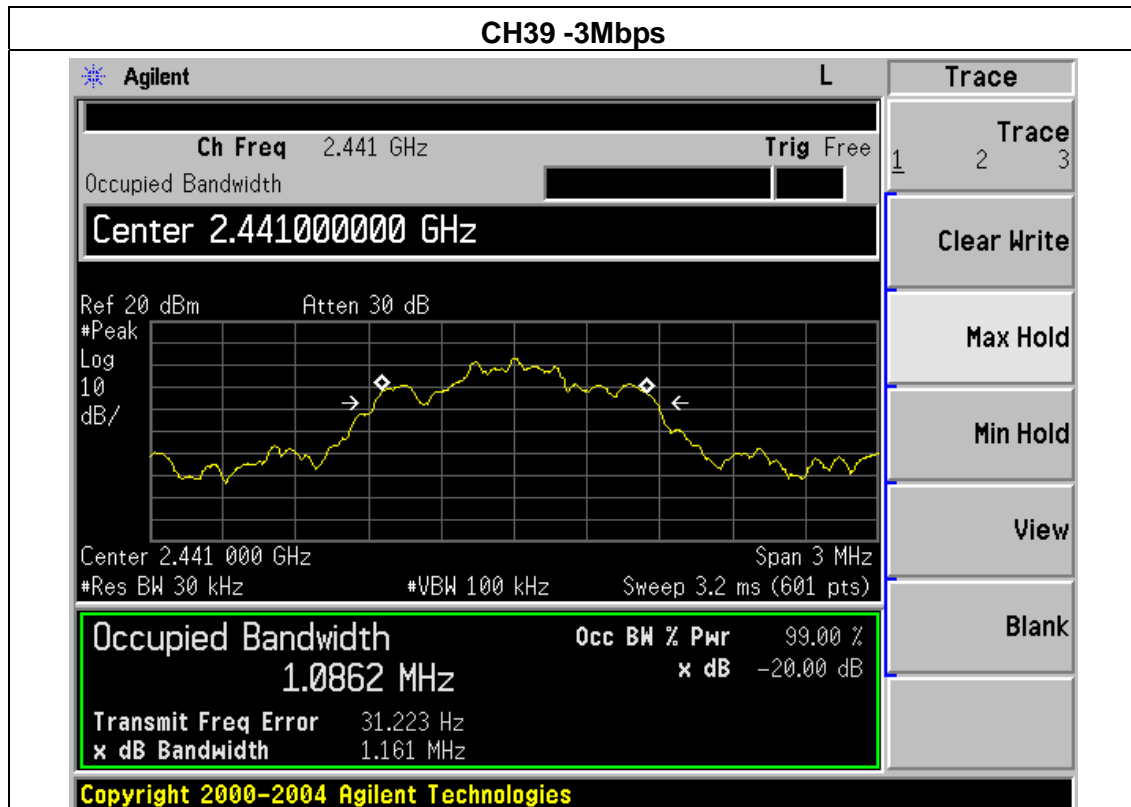 CH39 -3Mbps
Agilent L Trace
Ch Freq 2.441 GHz Trig Free
Occupied Bandwidth
Center 2.441000000 GHz
Ref 20 dBm Atten 30 dB
#Peak
Log
10
dB/
Center 2.441 000 GHz Span 3 MHz
#Res BW 30 kHz #VBW 100 kHz Sweep 3.2 ms (601 pts)
Occupied Bandwidth
1.0862 MHz
Occ BW % Pwr 99.00 %
x dB -20.00 dB
Transmit Freq Error 31.223 Hz
x dB Bandwidth 1.161 MHz
Copyright 2000-2004 Agilent Technologies
Trace
1 2 3
Clear Write
Max Hold
Min Hold
View
Blank